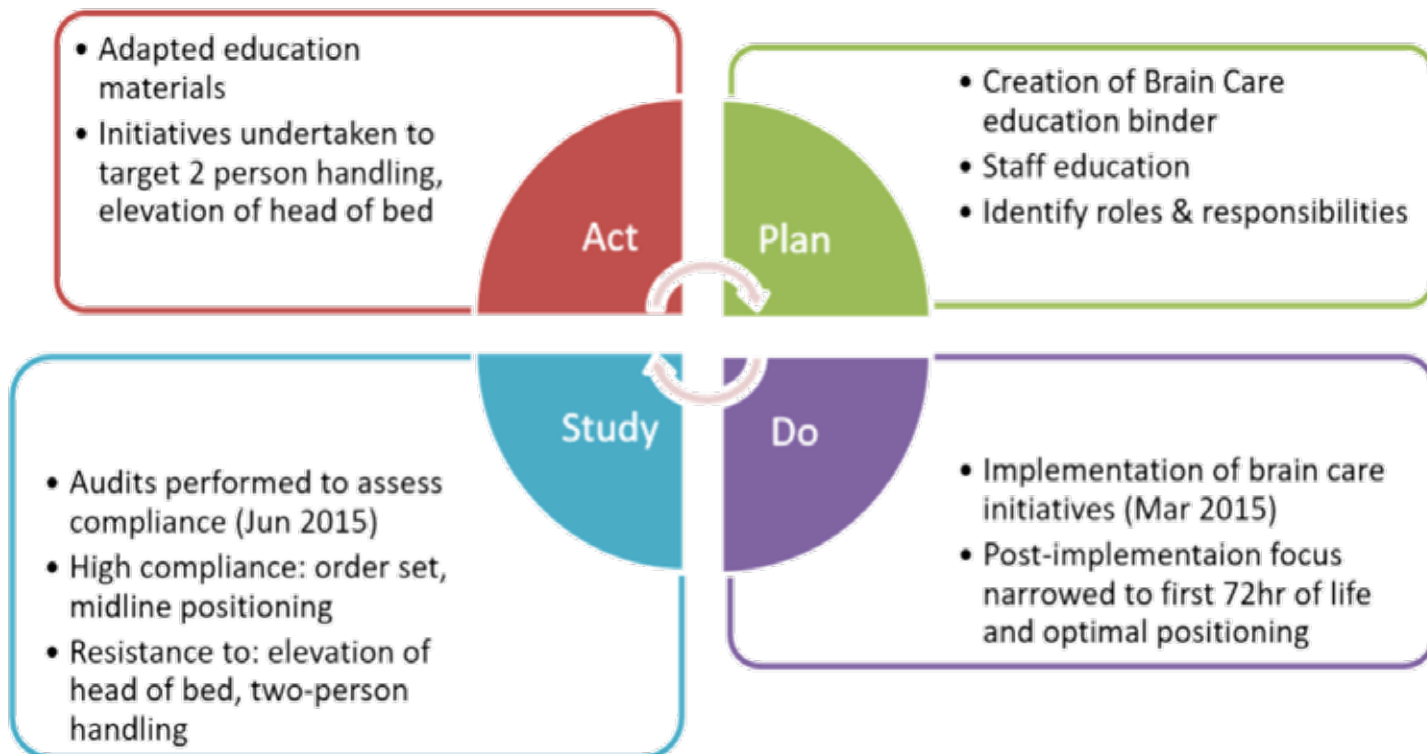 • Adapted education
materials
• Initiatives undertaken to
target 2 person handling,
elevation of head of bed
Act
Plan
• Creation of Brain Care
education binder
• Staff education
• Identify roles & responsibilities
Study
• Audits performed to assess
compliance (Jun 2015)
• High compliance: order set,
midline positioning
• Resistance to: elevation of
head of bed, two-person
handling
Do
• Implementation of brain care
initiatives (Mar 2015)
• Post-implementaion focus
narrowed to first 72hr of life
and optimal positioning